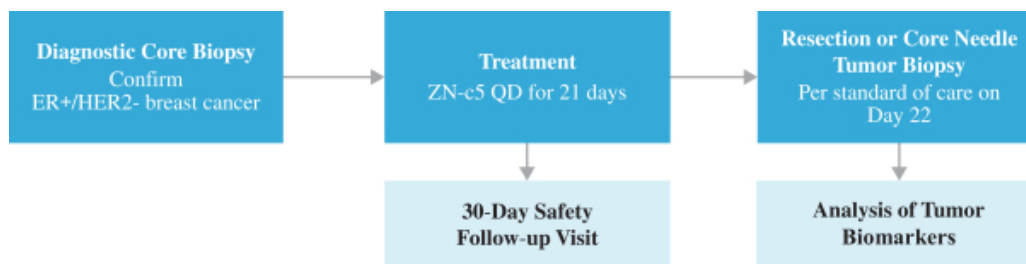 Diagnostic Core Biopsy
Confirm
ER+/HER2- breast cancer
Treatment
ZN-c5 QD for 21 days
Resection or Core Needle
Tumor Biopsy
Per standard of care on
Day 22
30-Day Safety
Follow-up Visit
Analysis of Tumor
Biomarkers